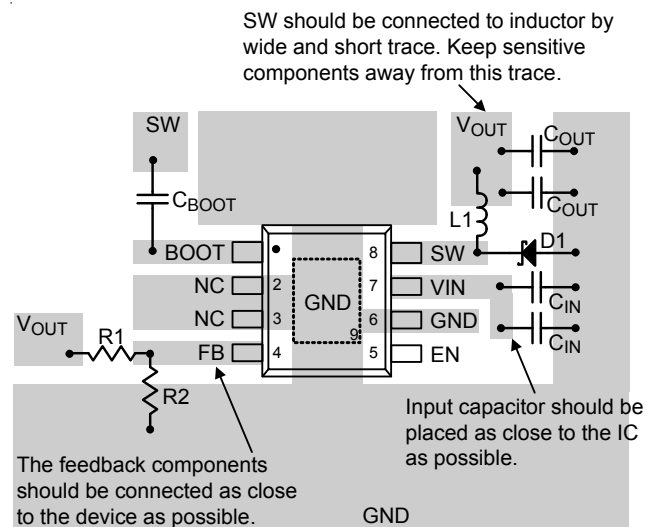 SW should be connected to inductor by
wide and short trace. Keep sensitive
components away from this trace.
SW
VOUT
COUT
CBOOT
COUT
L1
D1
BOOT
8
SW
NC
2
7
VIN
GND
CIN
NC
3
6
GND
9
CIN
VOUT
R1
FB
4
5
EN
R2
Input capacitor should be
placed as close to the IC
as possible.
The feedback components
should be connected as close
to the device as possible.
GND